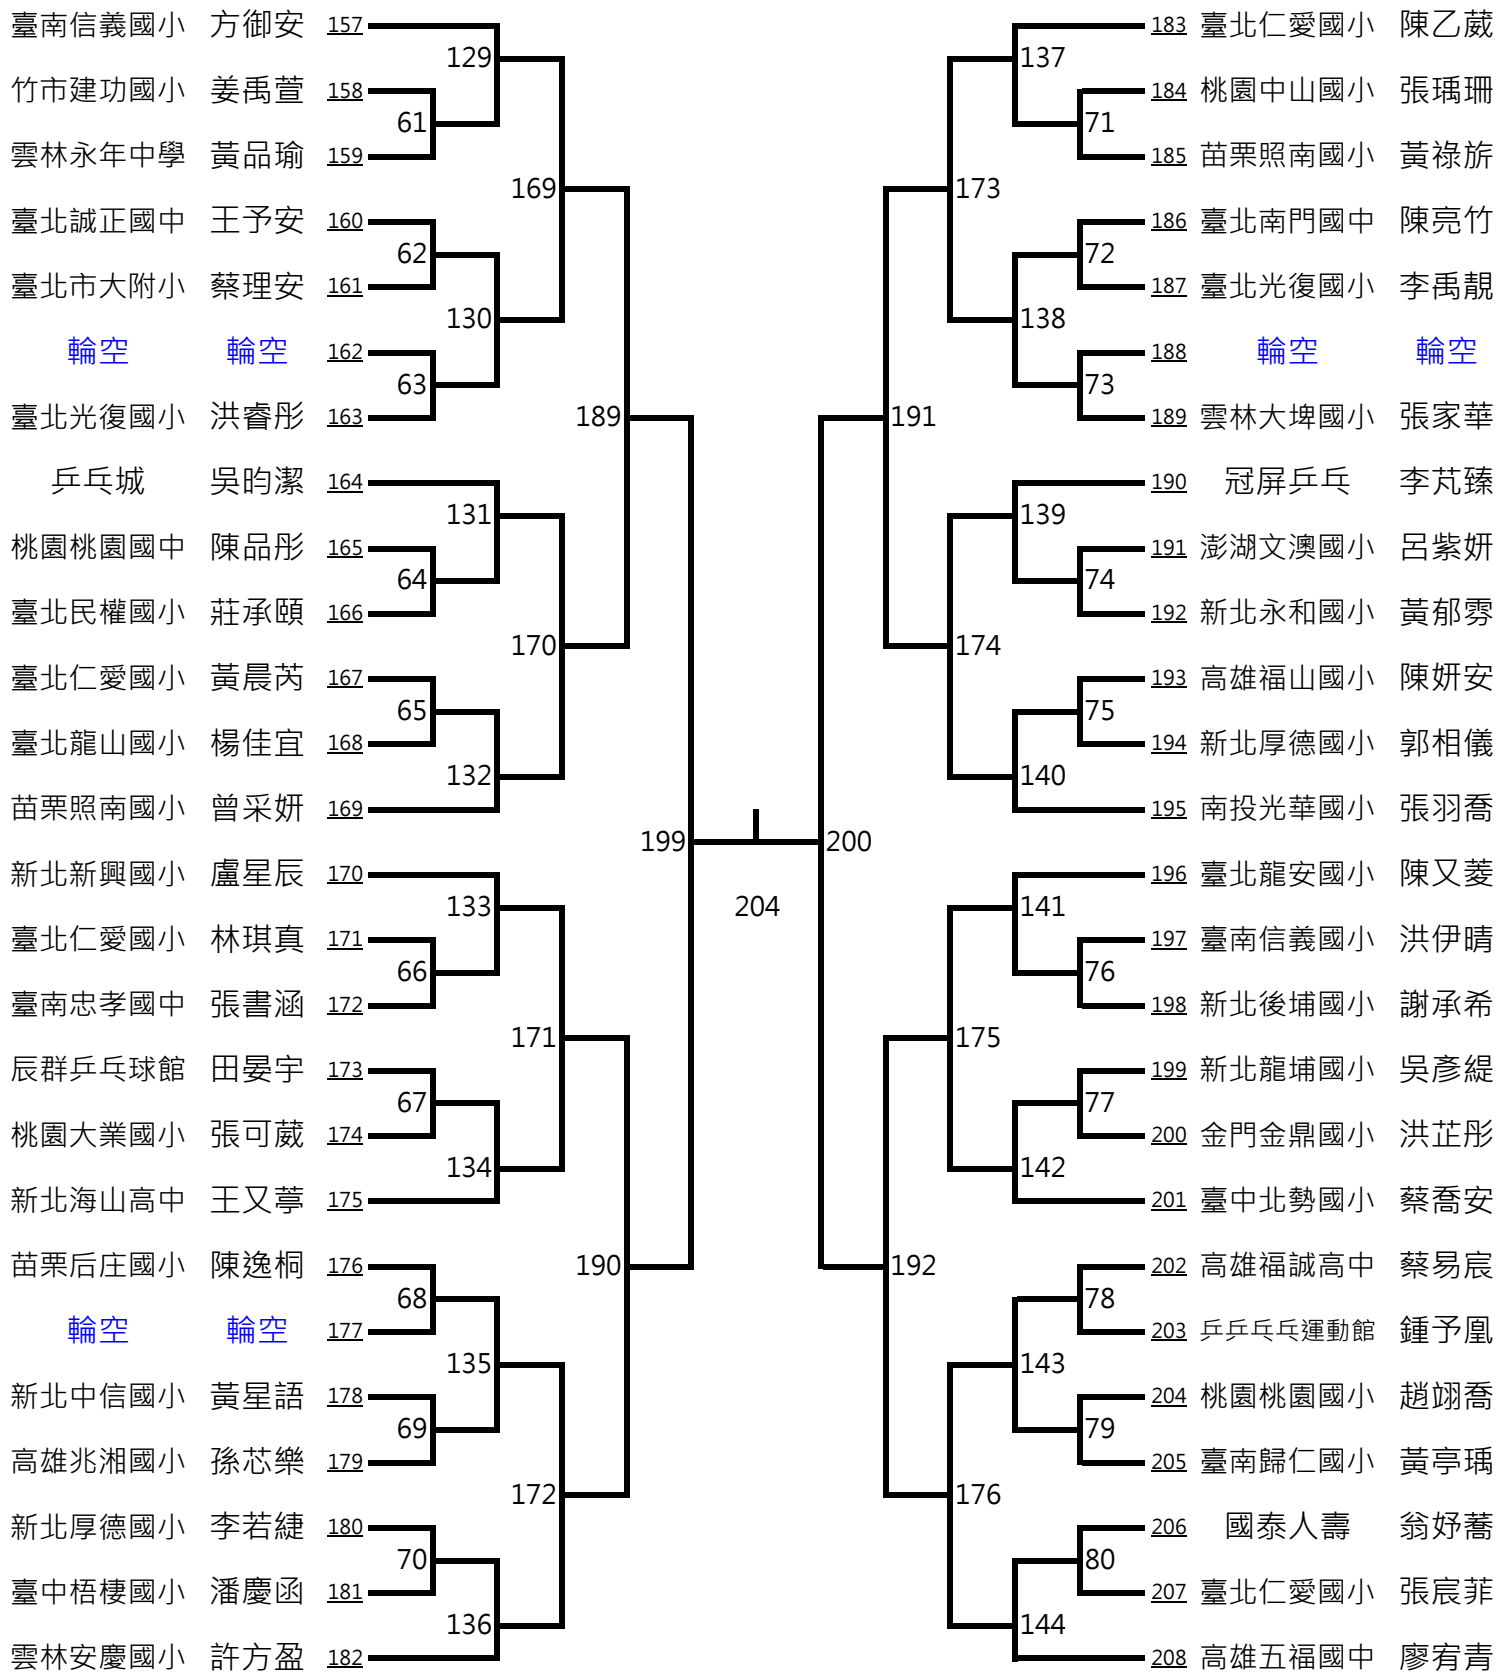 臺南信義國小 方御安 157
129
竹市建功國小 姜禹萱 158
61
雲林永年中學 黃品瑜 159
169
臺北誠正國中 王予安 160
62
臺北市大附小 蔡理安 161
130
輪空 輪空 162
63
臺北光復國小 洪睿彤 163
189
乒乓城 吳昀潔 164
131
桃園桃園國中 陳品彤 165
64
臺北民權國小 莊承頤 166
170
臺北仁愛國小 黃晨芮 167
65
臺北龍山國小 楊佳宜 168
132
苗栗照南國小 曾采妍 169
199
新北新興國小 盧星辰 170
133
臺北仁愛國小 林琪真 171
66
臺南忠孝國中 張書涵 172
171
辰群乒乓球館 田晏宇 173
67
桃園大業國小 張可葳 174
134
新北海山高中 王又葶 175
190
苗栗后庄國小 陳逸桐 176
68
輪空 輪空 177
135
新北中信國小 黃星語 178
69
高雄兆湘國小 孫芯樂 179
172
新北厚德國小 李若緁 180
70
臺中梧棲國小 潘慶函 181
136
雲林安慶國小 許方盈 182
204
183 臺北仁愛國小 陳乙葳
137
184 桃園中山國小 張瑀珊
71
185 苗栗照南國小 黃祿旂
173
186 臺北南門國中 陳亮竹
72
187 臺北光復國小 李禹靚
138
188 輪空 輪空
73
189 雲林大埤國小 張家華
191
190 冠屏乒乓 李芃臻
139
191 澎湖文澳國小 呂紫妍
74
192 新北永和國小 黃郁雱
174
193 高雄福山國小 陳妍安
75
194 新北厚德國小 郭相儀
140
195 南投光華國小 張羽喬
200
196 臺北龍安國小 陳又菱
141
197 臺南信義國小 洪伊晴
76
198 新北後埔國小 謝承希
175
199 新北龍埔國小 吳彥緹
77
200 金門金鼎國小 洪芷彤
142
201 臺中北勢國小 蔡喬安
192
202 高雄福誠高中 蔡易宸
78
203 乒乒乓乓運動館 鍾予凰
143
204 桃園桃園國小 趙翊喬
79
205 臺南歸仁國小 黃亭瑀
176
206 國泰人壽 翁妤蕎
80
207 臺北仁愛國小 張宸菲
144
208 高雄五福國中 廖宥青